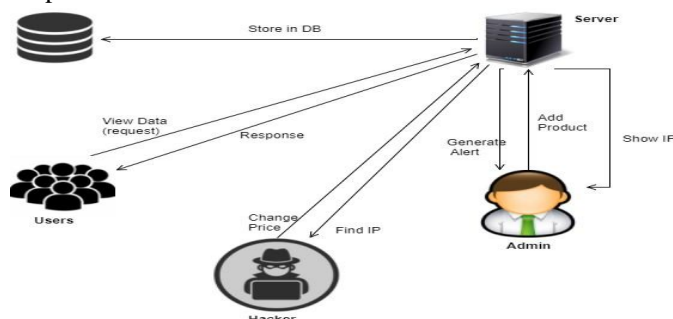 Server
Store in DB
View Data
(request)
Response
Generate
Alert
Add
Product
Show IP
Users
Change
Price
Find IP
Admin
Hacker